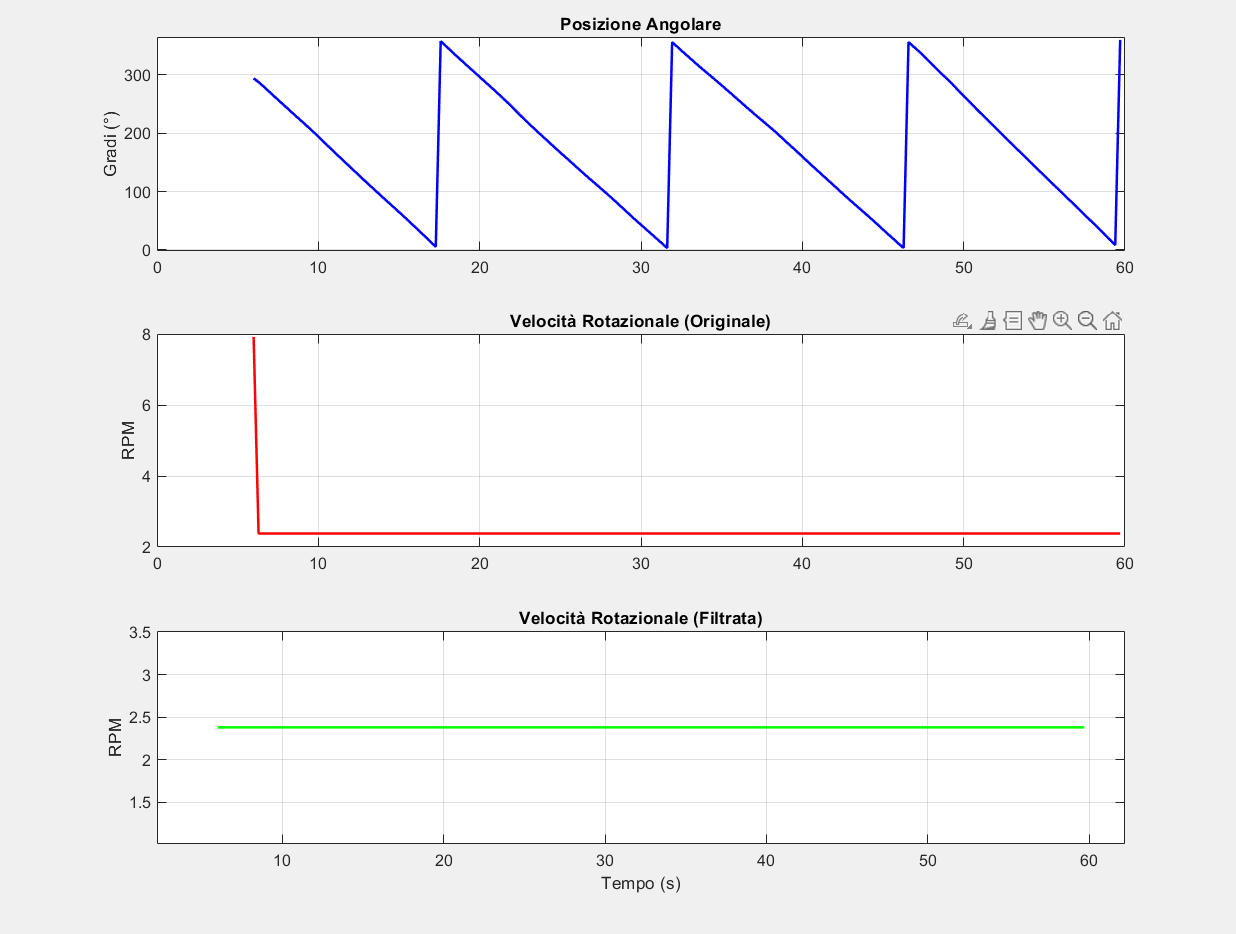 Posizione Angolare
300
200
100
0
Gradi (°)
0 10 20 30 40 50 60
Velocità Rotazionale (Originale)
8
6
4
2
RPM
0 10 20 30 40 50 60
Velocità Rotazionale (Filtrata)
3.5
3
2.5
2
1.5
RPM
10 20 30 40 50 60
Tempo (s)